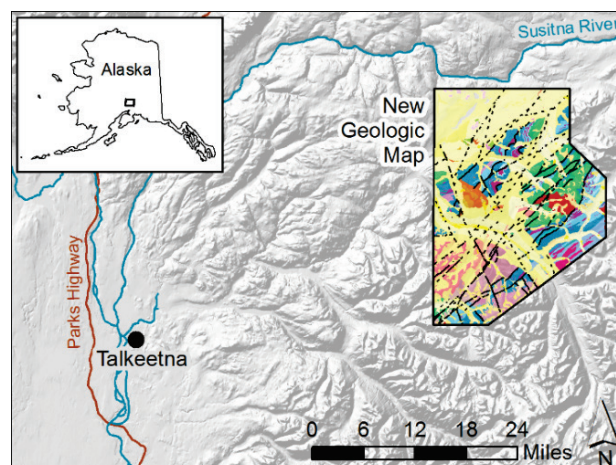 Alaska
Susitna River
New
Geologic
Map
Parks Highway
Talkeetna
0 6 12 18 24
Miles
N